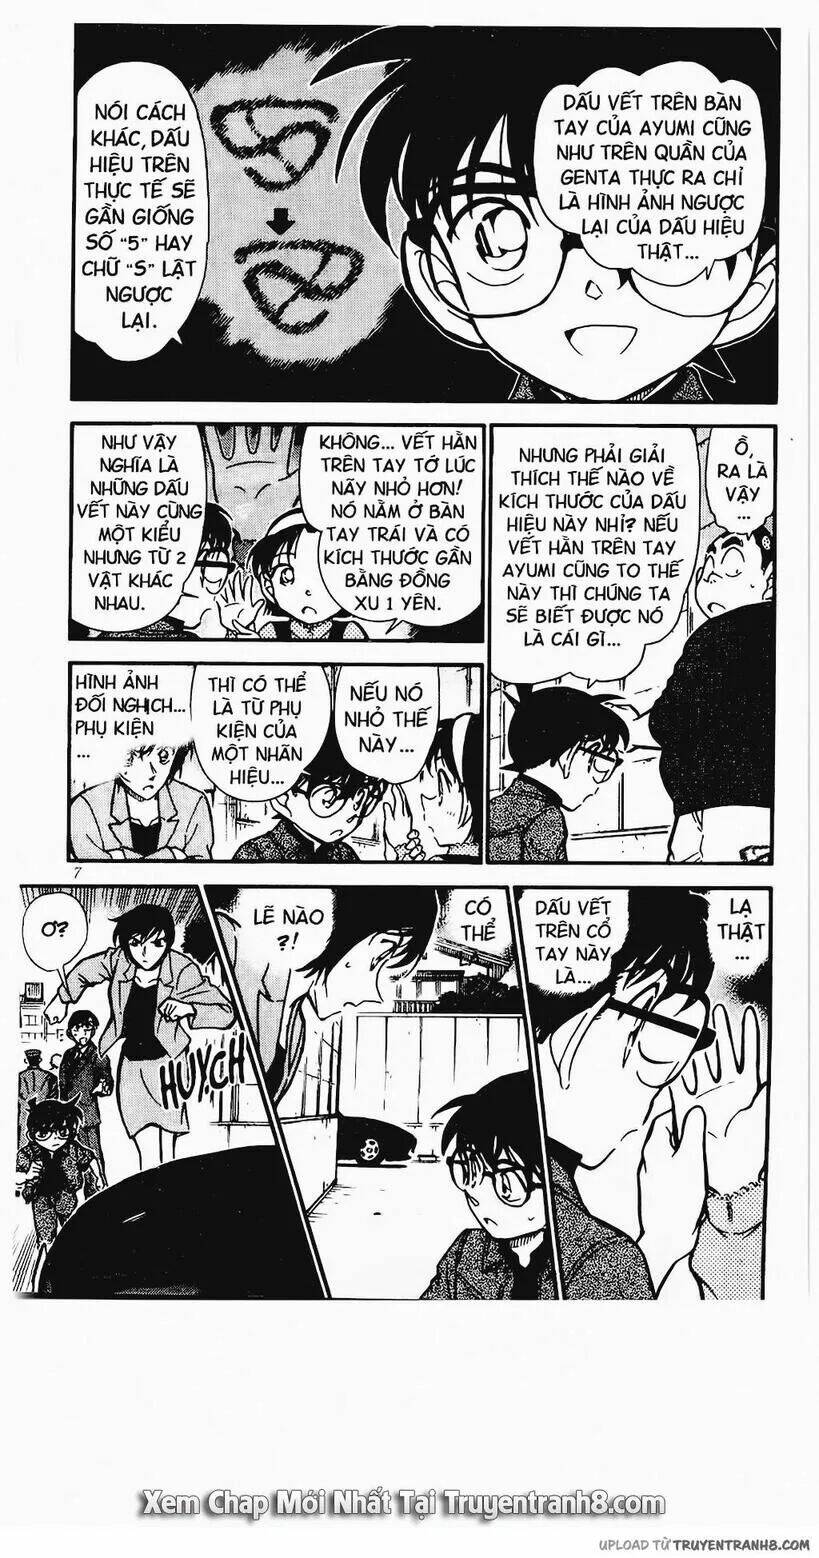 DẤU VẾT TRÊN BÀN
TAY CỦA AYUMI CŨNG
NHƯ TRÊN QUẦN CỦA
GENTA THỰC RA CHỈ
LÀ HÌNH ẢNH NGƯỢC
LẠI CỦA DẤU HIỆU
THẬT...
NÓI CÁCH
KHÁC, DẤU
HIỆU TRÊN
THỰC TẾ SẼ
GẦN GIỐNG
SỐ "5" HAY
CHỮ "S" LẬT
NGƯỢC
LẠI.
Ồ,
RA LÀ
VẬY
...
NHƯNG PHẢI GIẢI
THÍCH THẾ NÀO VỀ
KÍCH THƯỚC CỦA DẤU
HIỆU NÀY NHỈ? NẾU
VẾT HẰN TRÊN TAY
AYUMI CŨNG TO THẾ
NÀY THÌ CHÚNG TA
SẼ BIẾT ĐƯỢC NÓ
LÀ CÁI GÌ...
KHÔNG... VẾT HẰN
TRÊN TAY TỚ LÚC
NÃY NHỎ HƠN!
NÓ NẰM Ở BÀN
TAY TRÁI VÀ CÓ
KÍCH THƯỚC GẦN
BẰNG ĐỒNG
XU 1 YÊN.
NHƯ VẬY
NGHĨA LÀ
NHỮNG DẤU
VẾT NÀY CÙNG
MỘT KIỂU
NHƯNG TỪ 2
VẬT KHÁC
NHAU.
NẾU NÓ
NHỎ THẾ
NÀY...
THÌ CÓ THỂ
LÀ TỪ PHỤ
KIỆN CỦA
MỘT NHÃN
HIỆU...
HÌNH ẢNH
ĐỐI NGHỊCH...
PHỤ KIỆN
...
7
LẠ
THẬT
...
DẤU VẾT
TRÊN CỔ
TAY NÀY
LÀ...
CÓ
THỂ
LẼ NÀO
?!
Ơ?
HUỴCH
Xem Chap Mới Nhất Tại Truyentranh8.com
UPLOAD TỪ TRUYENTRANH8.COM